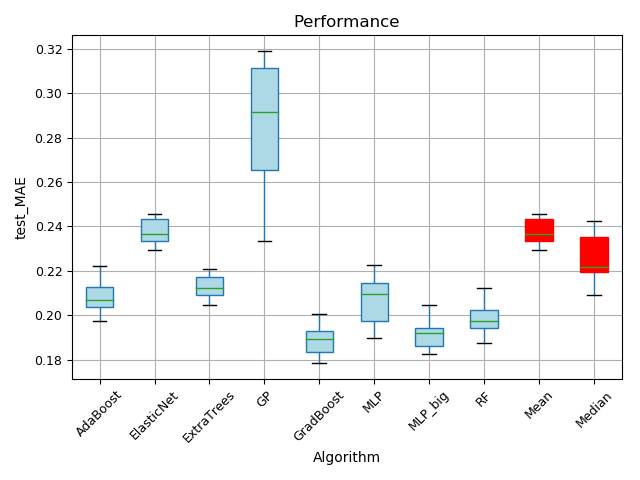 Performance
test_MAE
0.32
0.30
0.28
0.26
0.24
0.22
0.20
0.18
AdaBoost
ElasticNet
ExtraTrees
GP
GradBoost
MLP
MLP_big
RF
Mean
Median
Algorithm